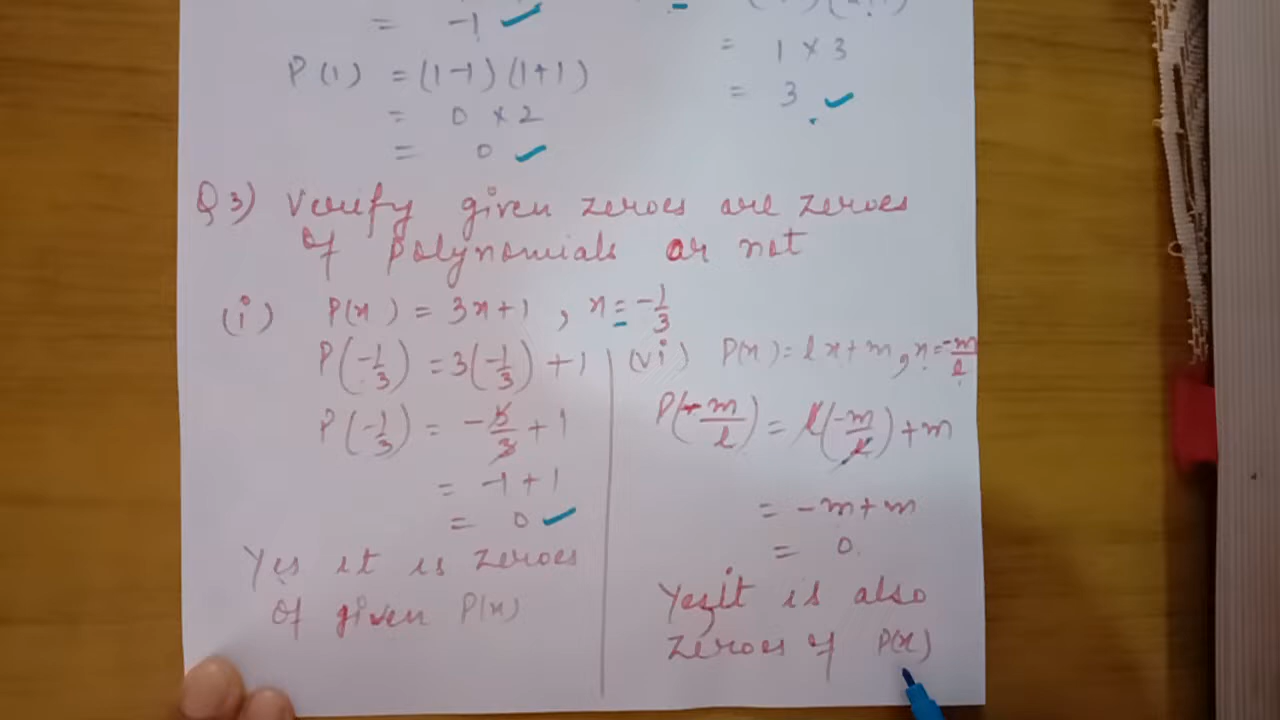 = -1
P(1) = (1-1)(1+1)
= 0 × 2
= 0
= 1 × 3
= 3
Q 3) Verify given zeroes are zeroes
of polynomials or not
(i) P(x) = 3x+1 , x = -1/3
P(-1/3) = 3(-1/3) + 1
P(-1/3) = -3/3 + 1
= -1 + 1
= 0
Yes it is zeroes
of given P(x)
(vi) P(x) = lx + m, x = -m/l
P(-m/l) = l(-m/l) + m
= -m + m
= 0.
Yes, it is also
zeroes of P(x)